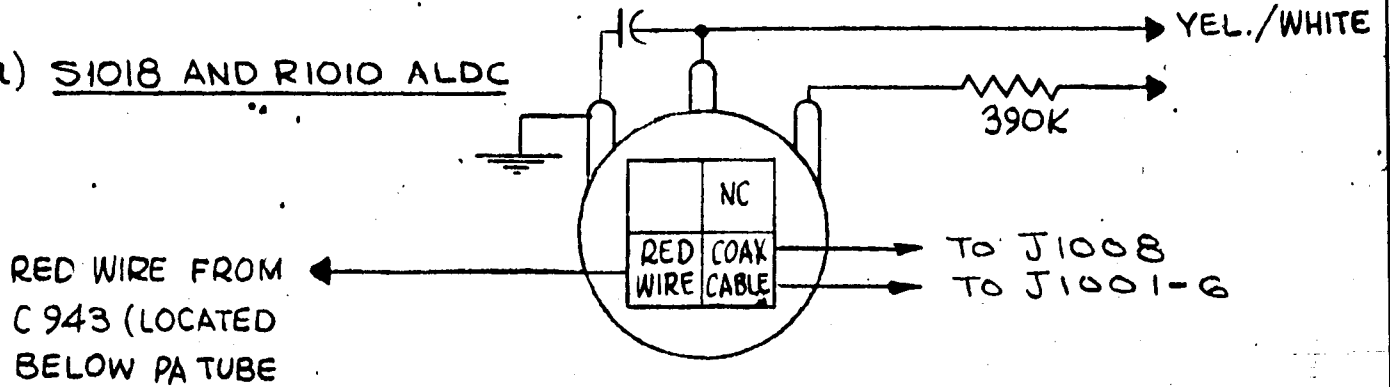 YEL./WHITE
a) S1018 AND R1010 ALDC
390K
NC
RED WIRE
COAX CABLE
TO J1008
TO J1001-6
RED WIRE FROM
C 943 (LOCATED
BELOW PA TUBE